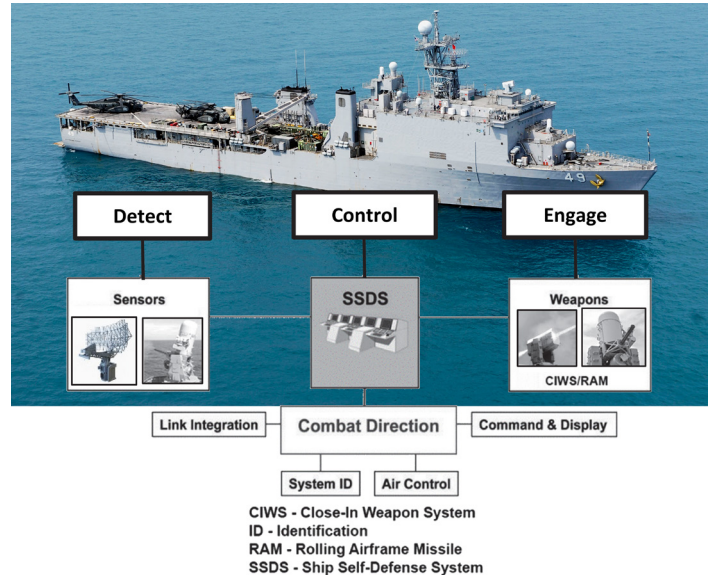 49
Detect
Control
Engage
Sensors
SSDS
Weapons
CIWS/RAM
Link Integration
Combat Direction
Command & Display
System ID
Air Control
CIWS - Close-In Weapon System
ID - Identification
RAM - Rolling Airframe Missile
SSDS - Ship Self-Defense System